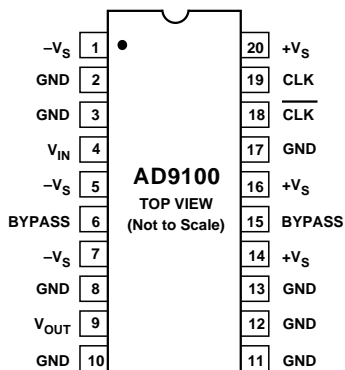 –VS 1 20 +VS
GND 2 19 CLK
GND 3 18 CLK
VIN 4 17 GND
–VS 5 16 +VS
BYPASS 6 15 BYPASS
–VS 7 14 +VS
GND 8 13 GND
VOUT 9 12 GND
GND 10 11 GND
AD9100
TOP VIEW
(Not to Scale)